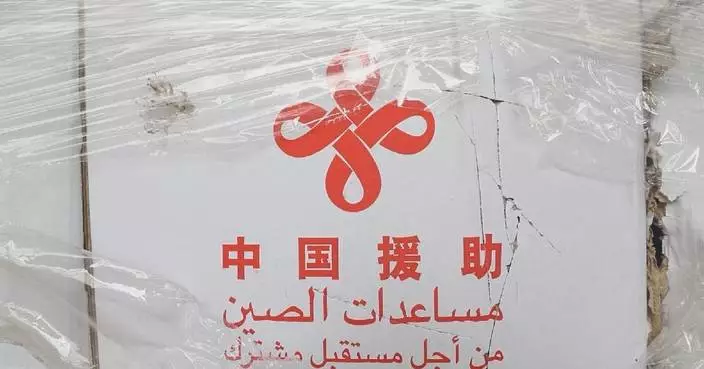 中国援助
مساعدات الصين
من أجل مستقبل مشترك